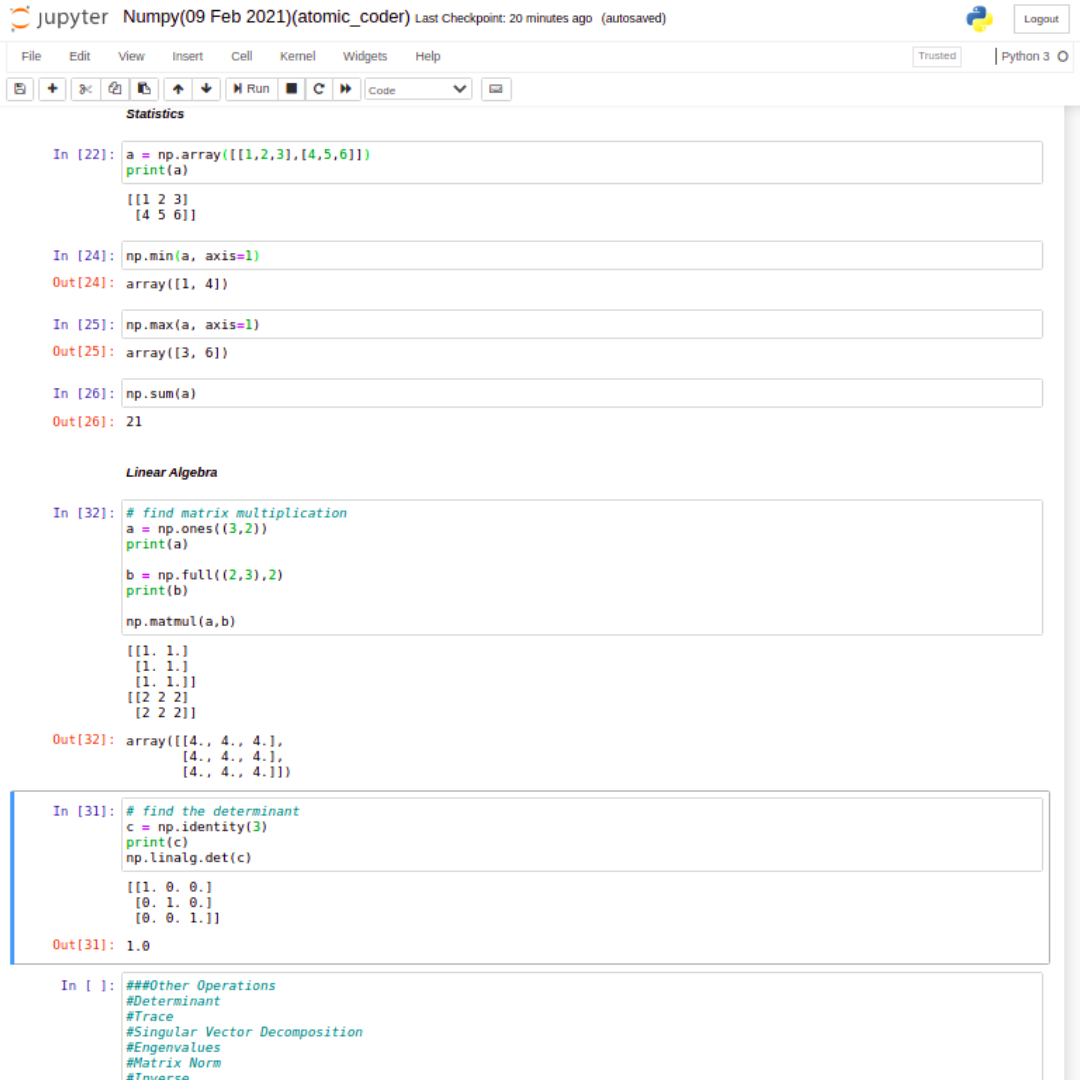 jupyter Numpy(09 Feb 2021)(atomic_coder) Last Checkpoint: 20 minutes ago (autosaved) Logout
File Edit View Insert Cell Kernel Widgets Help Trusted Python 3
Run Code
Statistics
In [22]: a = np.array([[1,2,3],[4,5,6]])
print(a)
[[1 2 3]
 [4 5 6]]
In [24]: np.min(a, axis=1)
Out[24]: array([1, 4])
In [25]: np.max(a, axis=1)
Out[25]: array([3, 6])
In [26]: np.sum(a)
Out[26]: 21
Linear Algebra
In [32]: # find matrix multiplication
a = np.ones((3,2))
print(a)
b = np.full((2,3),2)
print(b)
np.matmul(a,b)
[[1. 1.]
 [1. 1.]
 [1. 1.]]
[[2 2 2]
 [2 2 2]]
Out[32]: array([[4., 4., 4.],
       [4., 4., 4.],
       [4., 4., 4.]])
In [31]: # find the determinant
c = np.identity(3)
print(c)
np.linalg.det(c)
[[1. 0. 0.]
 [0. 1. 0.]
 [0. 0. 1.]]
Out[31]: 1.0
In [ ]: ###Other Operations
#Determinant
#Trace
#Singular Vector Decomposition
#Engenvalues
#Matrix Norm
#Inverse